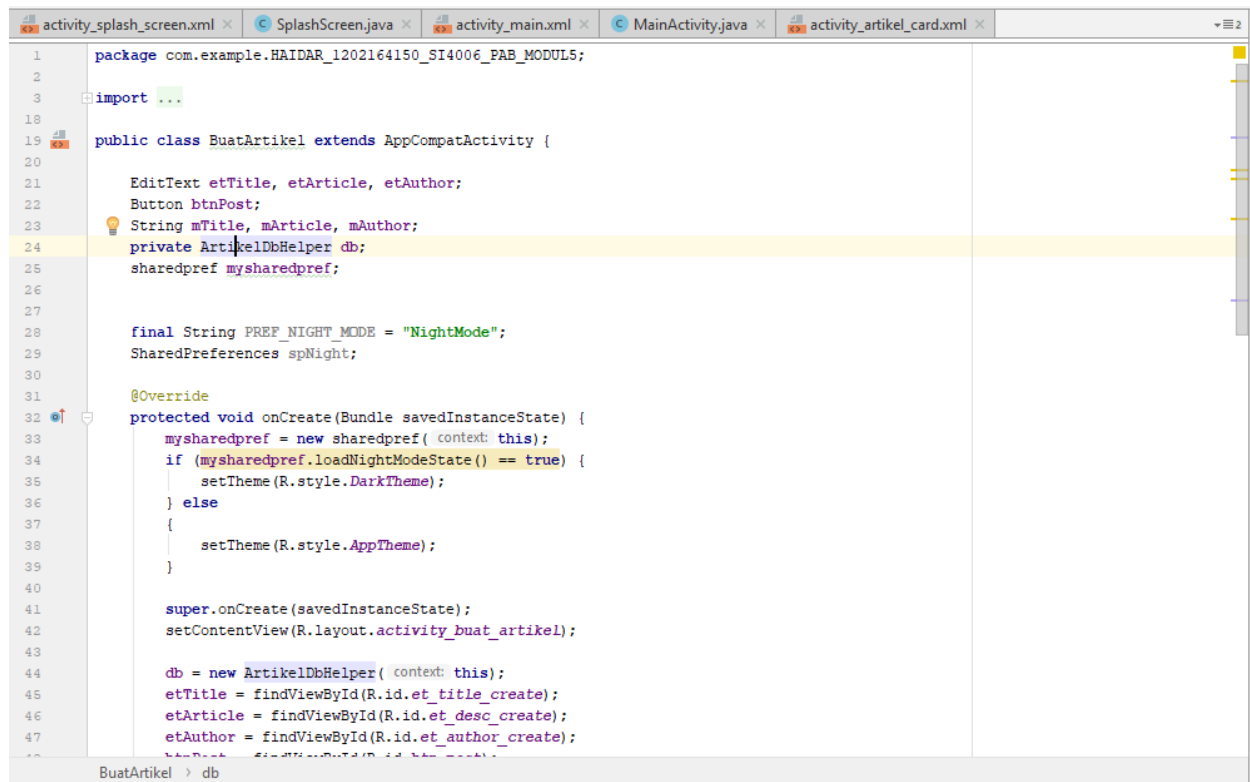 activity_splash_screen.xml × SplashScreen.java × activity_main.xml × MainActivity.java × activity_artikel_card.xml × 2
1 package com.example.HAIDAR_1202164150_SI4006_PAB_MODUL5;
2
3 import ...
18
19 public class BuatArtikel extends AppCompatActivity {
20
21 EditText etTitle, etArticle, etAuthor;
22 Button btnPost;
23 String mTitle, mArticle, mAuthor;
24 private ArtikelDbHelper db;
25 sharedpref mysharedpref;
26
27
28 final String PREF_NIGHT_MODE = "NightMode";
29 SharedPreferences spNight;
30
31 @Override
32 protected void onCreate(Bundle savedInstanceState) {
33 mysharedpref = new sharedpref( context: this);
34 if (mysharedpref.loadNightModeState() == true) {
35 setTheme(R.style.DarkTheme);
36 } else
37 {
38 setTheme(R.style.AppTheme);
39 }
40
41 super.onCreate(savedInstanceState);
42 setContentView(R.layout.activity_buat_artikel);
43
44 db = new ArtikelDbHelper( context: this);
45 etTitle = findViewById(R.id.et_title_create);
46 etArticle = findViewById(R.id.et_desc_create);
47 etAuthor = findViewById(R.id.et_author_create);
BuatArtikel > db